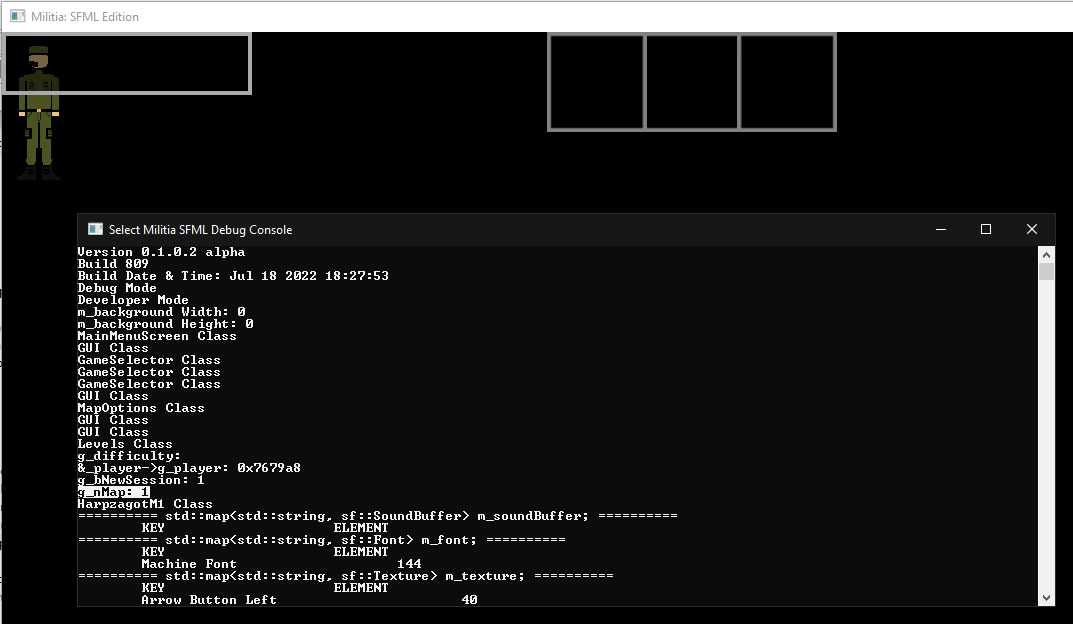 Militia: SFML Edition
Select Militia SFML Debug Console
Version 0.1.0.2 alpha
Build 809
Build Date & Time: Jul 18 2022 18:27:53
Debug Mode
Developer Mode
m_background Width: 0
m_background Height: 0
MainMenuScreen Class
GUI Class
GameSelector Class
GameSelector Class
GameSelector Class
GUI Class
MapOptions Class
GUI Class
GUI Class
Levels Class
g_difficulty:
&_player->g_player: 0x7679a8
g_bNewSession: 1
g_nMap: 1
HarpzagotM1 Class
========== std::map<std::string, sf::SoundBuffer> m_soundBuffer; ==========
KEY ELEMENT
========== std::map<std::string, sf::Font> m_font; ==========
KEY ELEMENT
Machine Font 144
========== std::map<std::string, sf::Texture> m_texture; ==========
KEY ELEMENT
Arrow Button Left 40